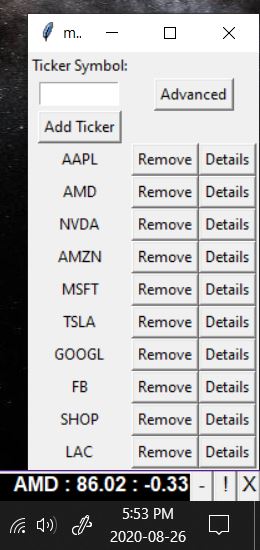 m..
Ticker Symbol:
Advanced
Add Ticker
AAPL Remove Details
AMD Remove Details
NVDA Remove Details
AMZN Remove Details
MSFT Remove Details
TSLA Remove Details
GOOGL Remove Details
FB Remove Details
SHOP Remove Details
LAC Remove Details
AMD : 86.02 : -0.33 - ! X
5:53 PM
2020-08-26